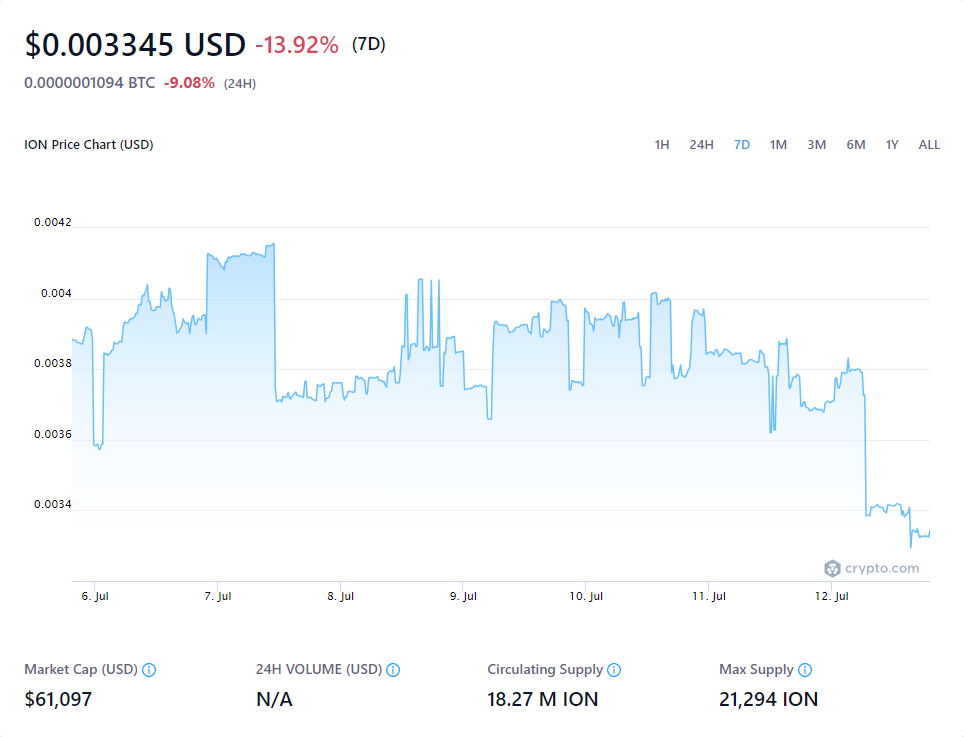 $0.003345 USD -13.92% (7D)
0.0000001094 BTC -9.08% (24H)
ION Price Chart (USD) 1H 24H 7D 1M 3M 6M 1Y ALL
0.0042
0.004
0.0038
0.0036
0.0034
crypto.com
6. Jul 7. Jul 8. Jul 9. Jul 10. Jul 11. Jul 12. Jul
Market Cap (USD) 24H VOLUME (USD) Circulating Supply Max Supply
$61,097 N/A 18.27 M ION 21,294 ION